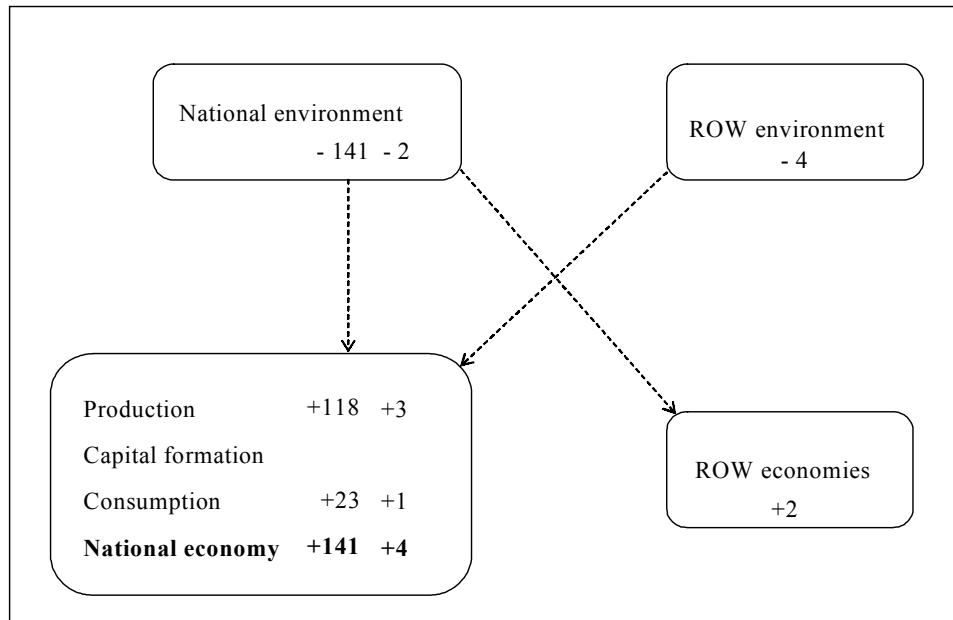 National environment
- 141 - 2
ROW environment
- 4
Production +118 +3
Capital formation
Consumption +23 +1
National economy +141 +4
ROW economies
+2